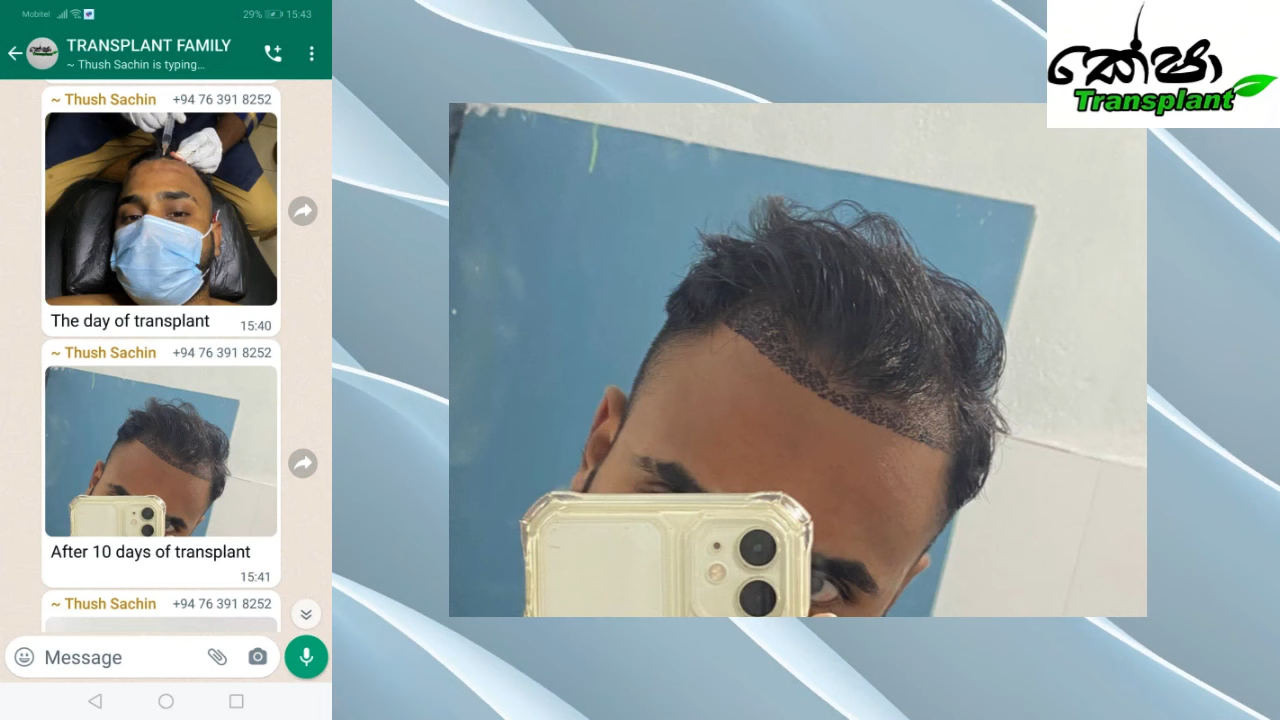 Mobitel
29% 15:43
TRANSPLANT FAMILY
~ Thush Sachin is typing…
~ Thush Sachin +94 76 391 8252
The day of transplant 15:40
~ Thush Sachin +94 76 391 8252
After 10 days of transplant
15:41
~ Thush Sachin +94 76 391 8252
Message
කේෂා
Transplant